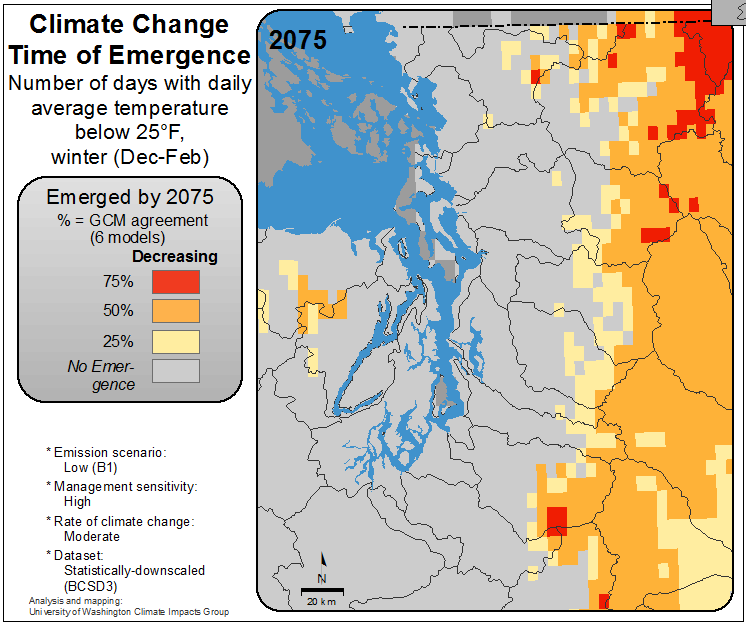 Climate Change
Time of Emergence
Number of days with daily
average temperature
below 25°F,
winter (Dec-Feb)
Emerged by 2075
% = GCM agreement
(6 models)
Decreasing
75%
50%
25%
No Emer-
gence
* Emission scenario:
Low (B1)
* Management sensitivity:
High
* Rate of climate change:
Moderate
* Dataset:
Statistically-downscaled
(BCSD3)
Analysis and mapping:
University of Washington Climate Impacts Group
2075
N
20 km